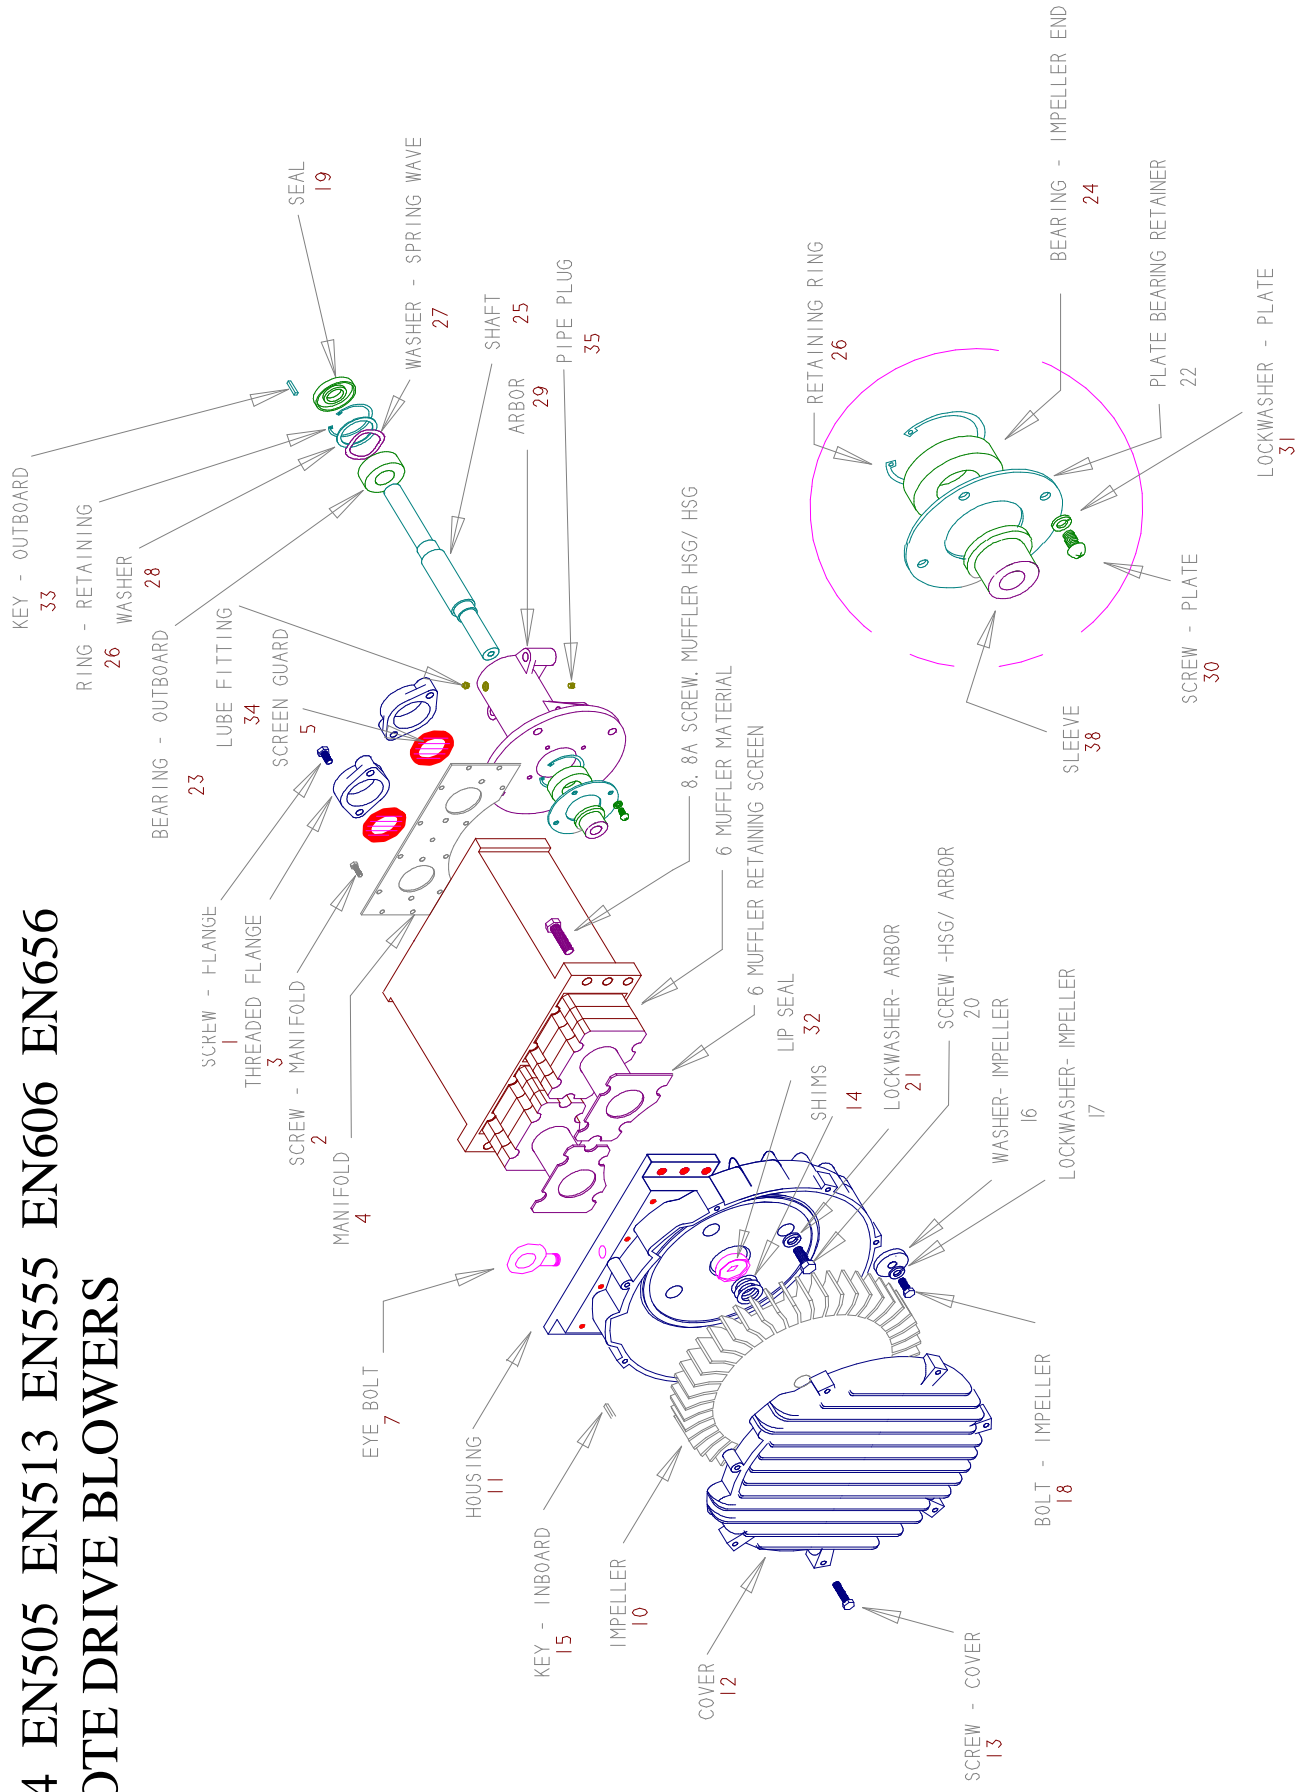 4 EN505 EN513 EN555 EN606 EN656
OTE DRIVE BLOWERS
KEY - OUTBOARD
33
RING - RETAINING
26
WASHER
28
BEARING - OUTBOARD
23
LUBE FITTING
34
SCREEN GUARD
5
SEAL
19
WASHER - SPRING WAVE
27
SHAFT
25
ARBOR
29
PIPE PLUG
35
SCREW - FLANGE
1
THREADED FLANGE
3
SCREW - MANIFOLD
2
MANIFOLD
4
EYE BOLT
7
HOUSING
11
KEY - INBOARD
15
IMPELLER
10
COVER
12
SCREW - COVER
13
8, 8A SCREW, MUFFLER HSG/ HSG
6 MUFFLER MATERIAL
6 MUFFLER RETAINING SCREEN
LIP SEAL
32
SHIMS
14
LOCKWASHER- ARBOR
21
SCREW -HSG/ ARBOR
20
WASHER- IMPELLER
16
LOCKWASHER- IMPELLER
17
BOLT - IMPELLER
18
RETAINING RING
26
BEARING - IMPELLER END
24
PLATE BEARING RETAINER
22
LOCKWASHER - PLATE
31
SCREW - PLATE
30
SLEEVE
38